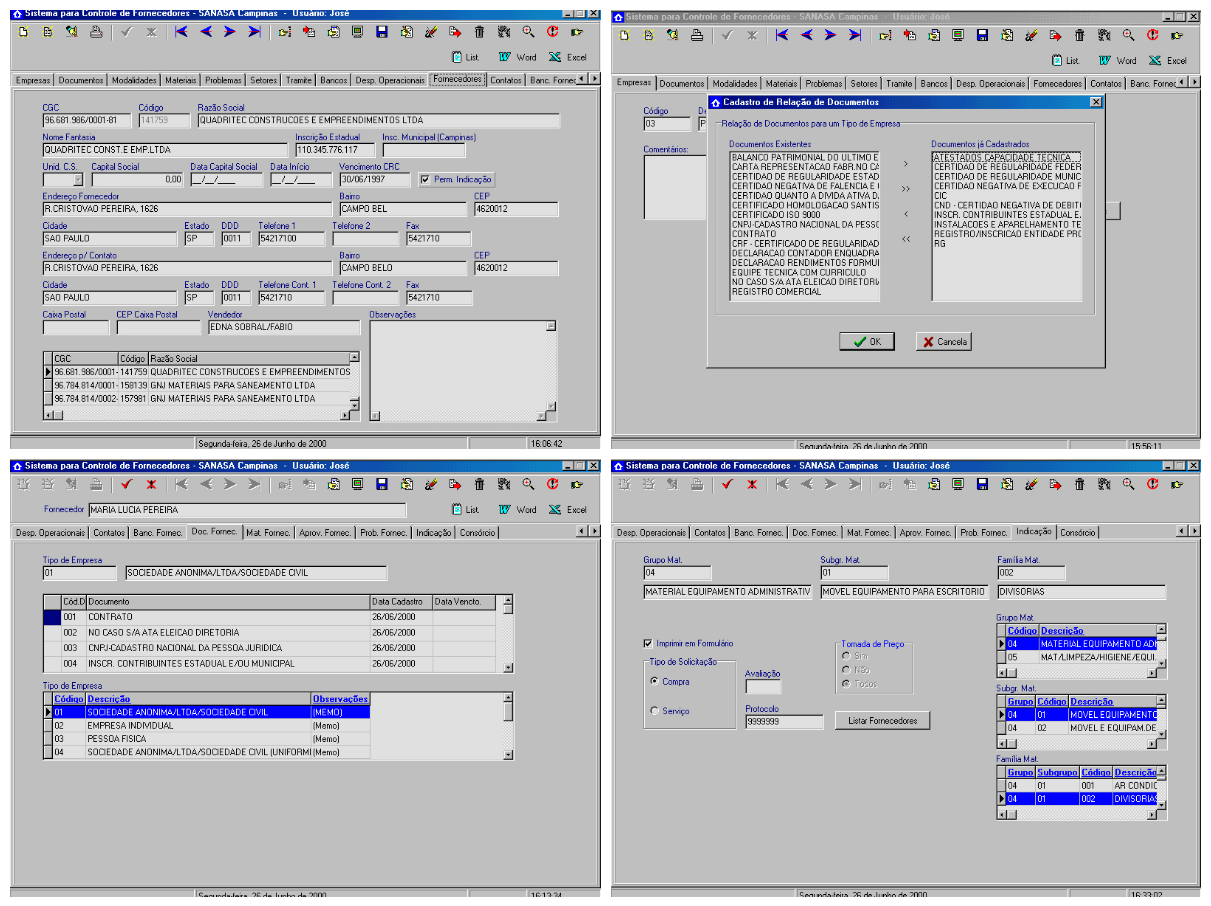 Sistema para Controle de Fornecedores - SANASA Campinas - Usuário: José
List. Word Excel
Empresas Documentos Modalidades Materiais Problemas Setores Tramite Bancos Desp. Operacionais Fornecedores Contatos Banc. Fornec
CGC Código Razão Social
96.681.986/0001-81 141759 QUADRITEC CONSTRUCOES E EMPREENDIMENTOS LTDA
Nome Fantasia Inscrição Estadual Insc. Municipal (Campinas)
QUADRITEC CONST.E EMP.LTDA 110.345.776.117
Unid. C.S. Capital Social Data Capital Social Data Início Vencimento CRC
0,00 _/_/___ _/_/___ 30/06/1997 Perm. Indicação
Endereço Fornecedor Bairro CEP
R.CRISTOVAO PEREIRA, 1626 CAMPO BEL 4620012
Cidade Estado DDD Telefone 1 Telefone 2 Fax
SAO PAULO SP 0011 54217100 5421710
Endereço p/ Contato Bairro CEP
R.CRISTOVAO PEREIRA, 1626 CAMPO BELO 4620012
Cidade Estado DDD Telefone Cont. 1 Telefone Cont. 2 Fax
SAO PAULO SP 0011 5421710 5421710
Caixa Postal CEP Caixa Postal Vendedor Observações
EDNA SOBRAL/FABIO
CGC Código Razão Social
96.681.986/0001- 141759 QUADRITEC CONSTRUCOES E EMPREENDIMENTOS
96.784.814/0001- 158139 GNJ MATERIAIS PARA SANEAMENTO LTDA
96.784.814/0002- 157981 GNJ MATERIAIS PARA SANEAMENTO LTDA
Segunda-feira, 26 de Junho de 2000 16:06:42
Sistema para Controle de Fornecedores - SANASA Campinas - Usuário: José
List. Word Excel
Empresas Documentos Modalidades Materiais Problemas Setores Tramite Bancos Desp. Operacionais Fornecedores Contatos Banc. Fornec
Código
03
Comentários:
Cadastro de Relação de Documentos
Relação de Documentos para um Tipo de Empresa
Documentos Existentes
BALANCO PATRIMONIAL DO ULTIMO E
CARTA REPRESENTACAO FABR.NO CA
CERTIDAO DE REGULARIDADE ESTAD
CERTIDAO NEGATIVA DE FALENCIA E
CERTIDAO QUANTO A DIVIDA ATIVA D
CERTIFICADO HOMOLOGACAO SANTIS
CERTIFICADO ISO 9000
CNPJ-CADASTRO NACIONAL DA PESSO
CONTRATO
CRF - CERTIFICADO DE REGULARIDAD
DECLARACAO CONTADOR ENQUADRA
DECLARACAO RENDIMENTOS FORMUL
EQUIPE TECNICA COM CURRICULO
NO CASO S/A ATA ELEICAO DIRETORIA
REGISTRO COMERCIAL
>
>>
<
<<
Documentos já Cadastrados
ATESTADOS CAPACIDADE TECNICA
CERTIDAO DE REGULARIDADE FEDER
CERTIDAO DE REGULARIDADE MUNIC
CERTIDAO NEGATIVA DE EXECUCAO F
CIC
CND - CERTIDAO NEGATIVA DE DEBIT
INSCR. CONTRIBUINTES ESTADUAL E
INSTALACOES E APARELHAMENTO TE
REGISTRO/INSCRICAO ENTIDADE PRO
RG
OK Cancela
Segunda-feira, 26 de Junho de 2000 15:56:11
Sistema para Controle de Fornecedores - SANASA Campinas - Usuário: José
Fornecedor MARIA LUCIA PEREIRA List. Word Excel
Desp. Operacionais Contatos Banc. Fornec. Doc. Fornec. Mat. Fornec. Aprov. Fornec. Prob. Fornec. Indicação Consórcio
Tipo de Empresa
01 SOCIEDADE ANONIMA/LTDA/SOCIEDADE CIVIL
Cód.D Documento Data Cadastro Data Vencto.
001 CONTRATO 26/06/2000
002 NO CASO S/A ATA ELEICAO DIRETORIA 26/06/2000
003 CNPJ-CADASTRO NACIONAL DA PESSOA JURIDICA 26/06/2000
004 INSCR. CONTRIBUINTES ESTADUAL E/OU MUNICIPAL 26/06/2000
Tipo de Empresa
Código Descrição Observações
01 SOCIEDADE ANONIMA/LTDA/SOCIEDADE CIVIL (MEMO)
02 EMPRESA INDIVIDUAL (Memo)
03 PESSOA FISICA (Memo)
04 SOCIEDADE ANONIMA/LTDA/SOCIEDADE CIVIL (UNIFORMI (Memo)
Segunda-feira, 26 de Junho de 2000 16:13:34
Sistema para Controle de Fornecedores - SANASA Campinas - Usuário: José
List. Word Excel
Desp. Operacionais Contatos Banc. Fornec. Doc. Fornec. Mat. Fornec. Aprov. Fornec. Prob. Fornec. Indicação Consórcio
Grupo Mat. Subgr. Mat. Família Mat.
04 01 002
MATERIAL EQUIPAMENTO ADMINISTRATIV MOVEL EQUIPAMENTO PARA ESCRITORIO DIVISORIAS
Imprimir em Formulário
Tipo de Solicitação
Compra
Serviço
Avaliação
Protocolo
9999999
Tomada de Preço
Sim
Não
Todos
Listar Fornecedores
Grupo Mat.
Código Descrição
04 MATERIAL EQUIPAMENTO ADM
05 MAT/LIMPEZA/HIGIENE/EQUI.
Subgr. Mat.
Grupo Código Descrição
04 01 MOVEL EQUIPAMENTO
04 02 MOVEL E EQUIPAM.DE
Família Mat.
Grupo Subgrupo Código Descrição
04 01 001 AR CONDIC
04 01 002 DIVISORIAS
Segunda-feira, 26 de Junho de 2000 16:33:02